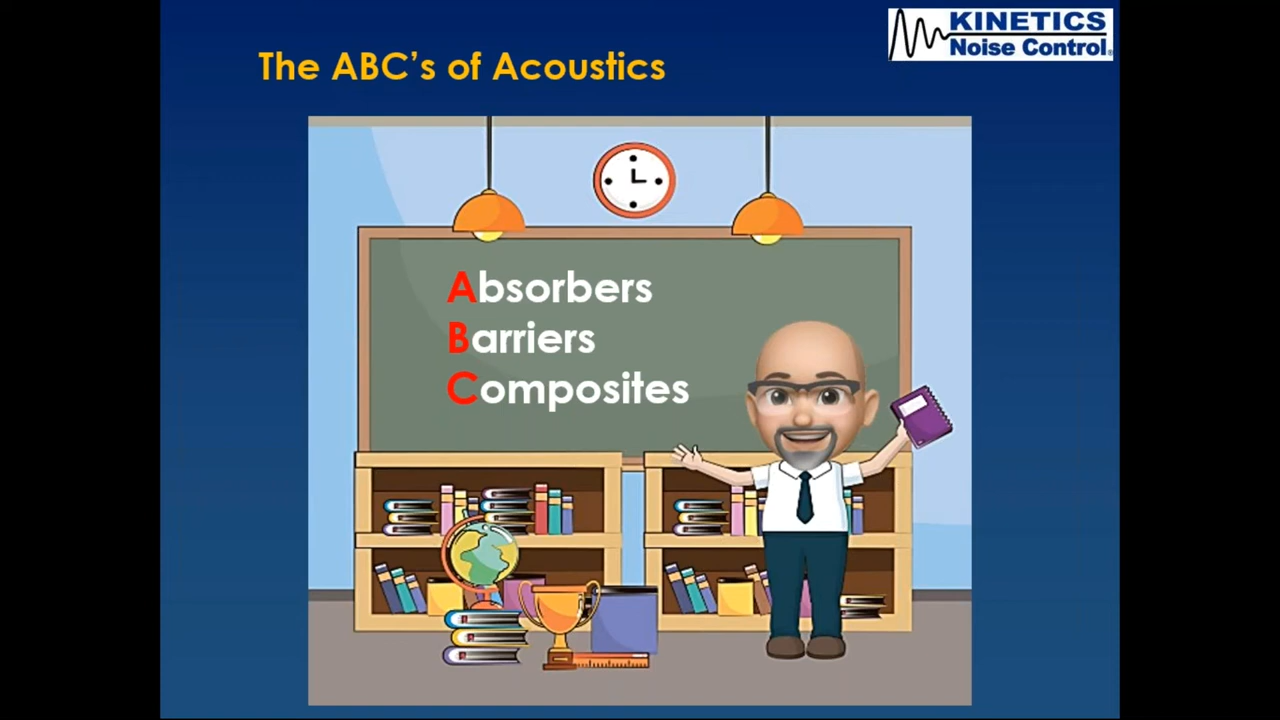 KINETICS
Noise Control
The ABC's of Acoustics
Absorbers
Barriers
Composites